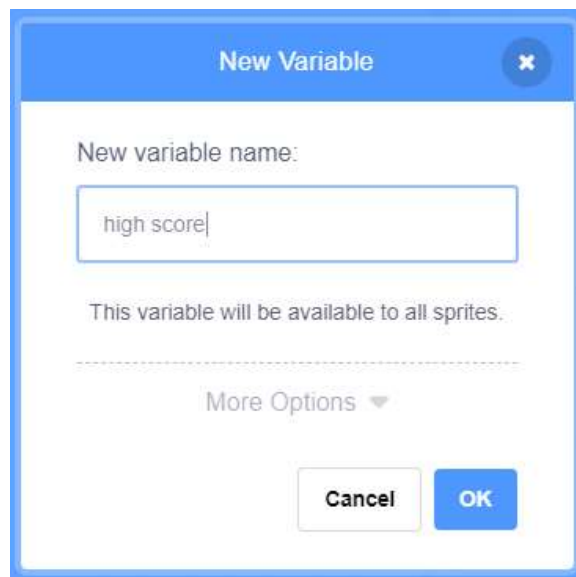 New Variable
New variable name:
high score
This variable will be available to all sprites.
More Options
Cancel OK